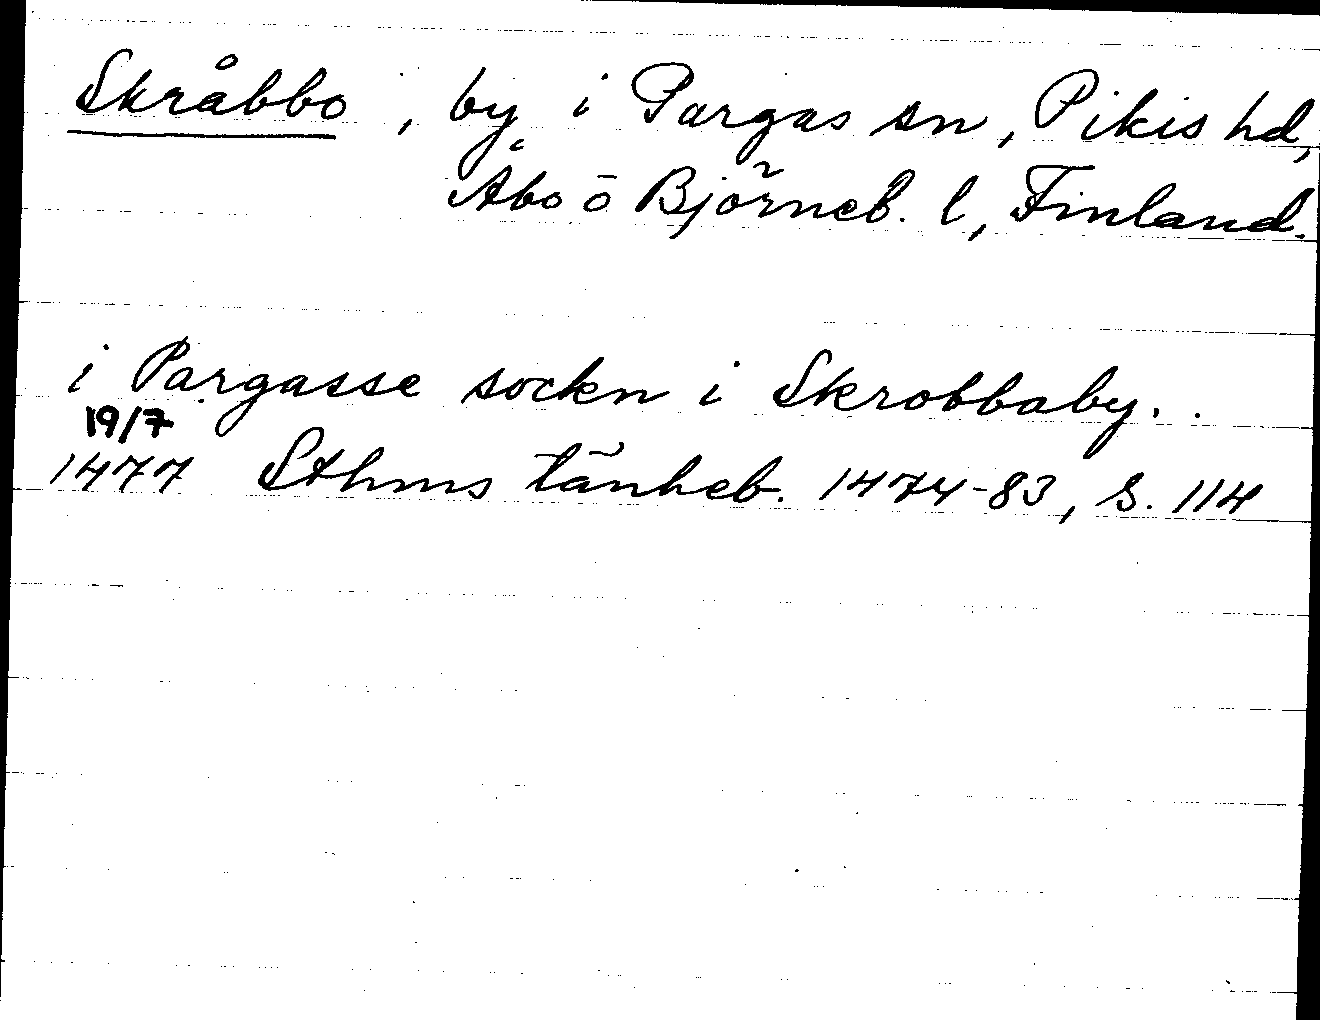 Skråbbo, by i Pargas sn, Pikis hd,
Åbo ō Björneb. l, Finland.
i Pargasse sockn i Skrobbaby. .
19/7
1477 Sthms tänkeb. 1474-83, s. 114